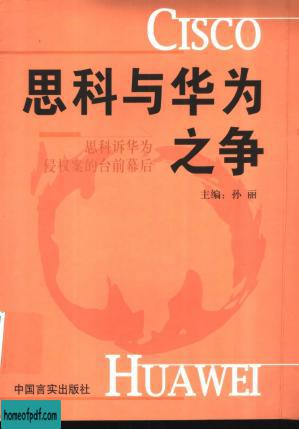 CISCO
思科与华为
之争
思科诉华为
侵权案的台前幕后
主编：孙丽
中国言实出版社
HUAWEI
homeofpdf.com